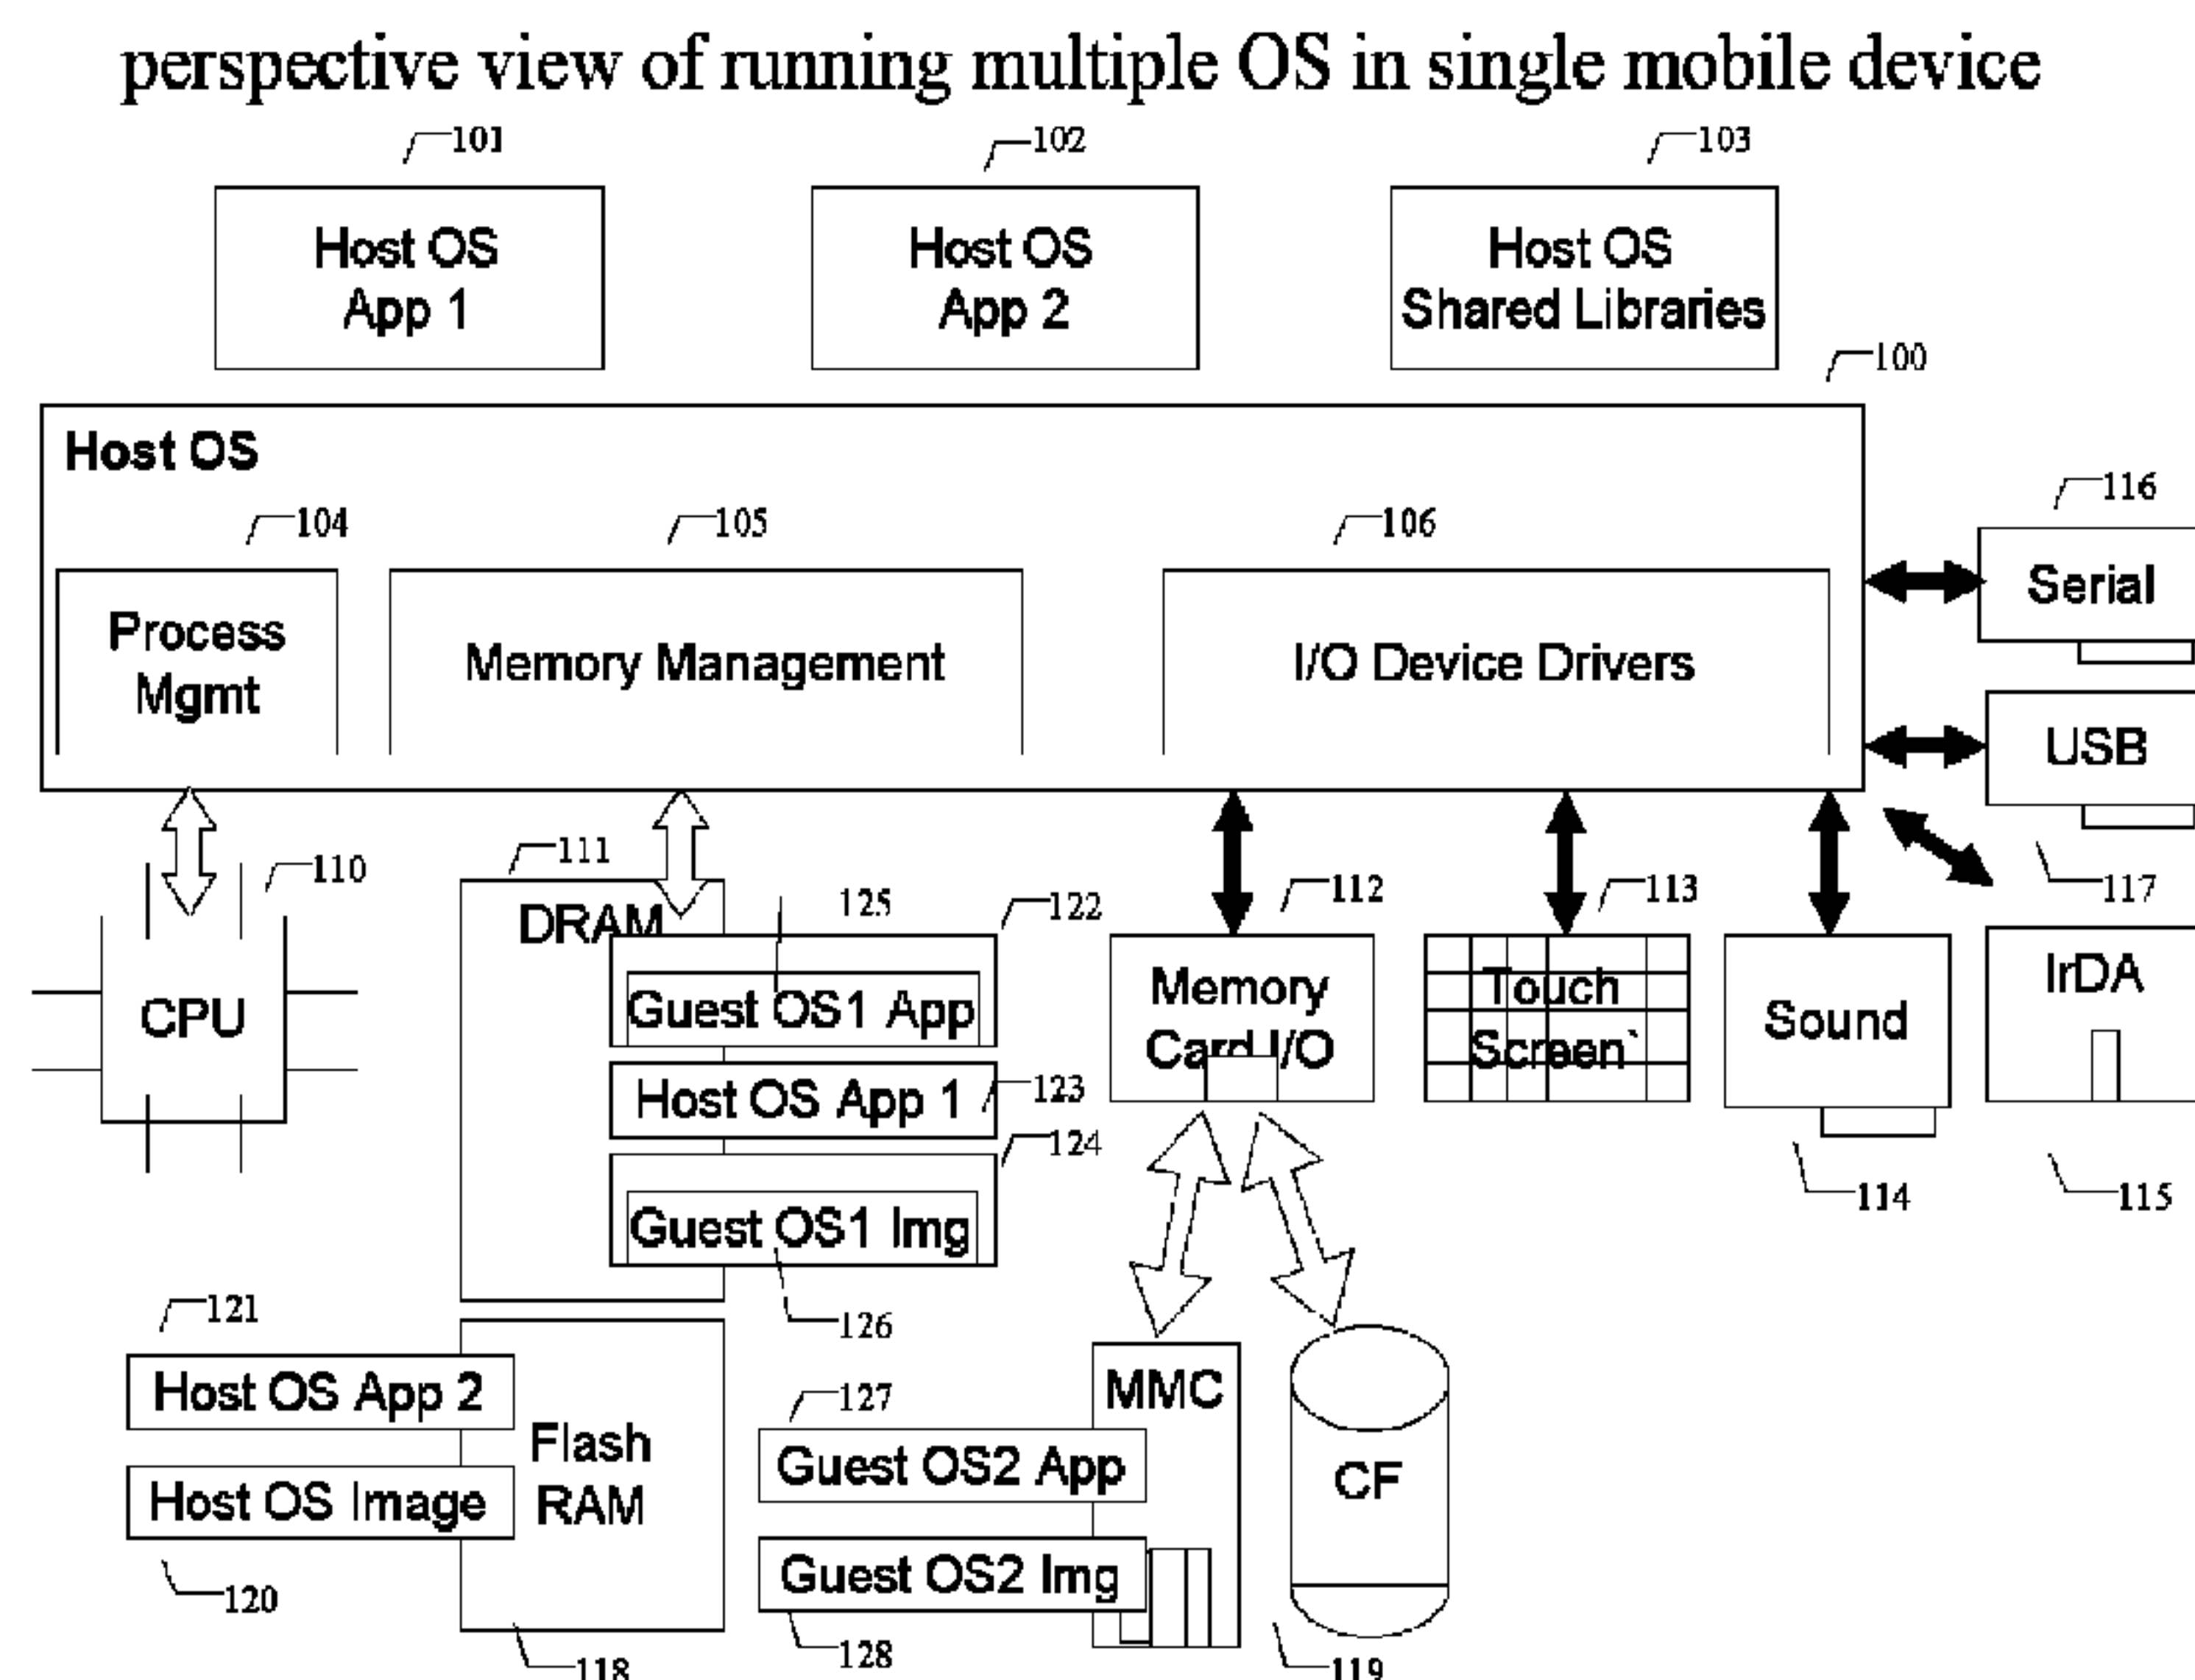 perspective view of running multiple OS in single mobile device
101
102
103
Host OS
App 1
Host OS
App 2
Host OS
Shared Libraries
100
Host OS
104
105
106
116
Process
Mgmt
Memory Management
I/O Device Drivers
Serial
USB
117
110
111
DRAM
125
122
112
113
CPU
Guest OS1 App
Memory
Card I/O
Touch
Screen`
Sound
IrDA
Host OS App 1
123
124
114
115
Guest OS1 Img
126
121
Host OS App 2
Flash
RAM
Host OS Image
120
118
127
MMC
Guest OS2 App
CF
Guest OS2 Img
128
119